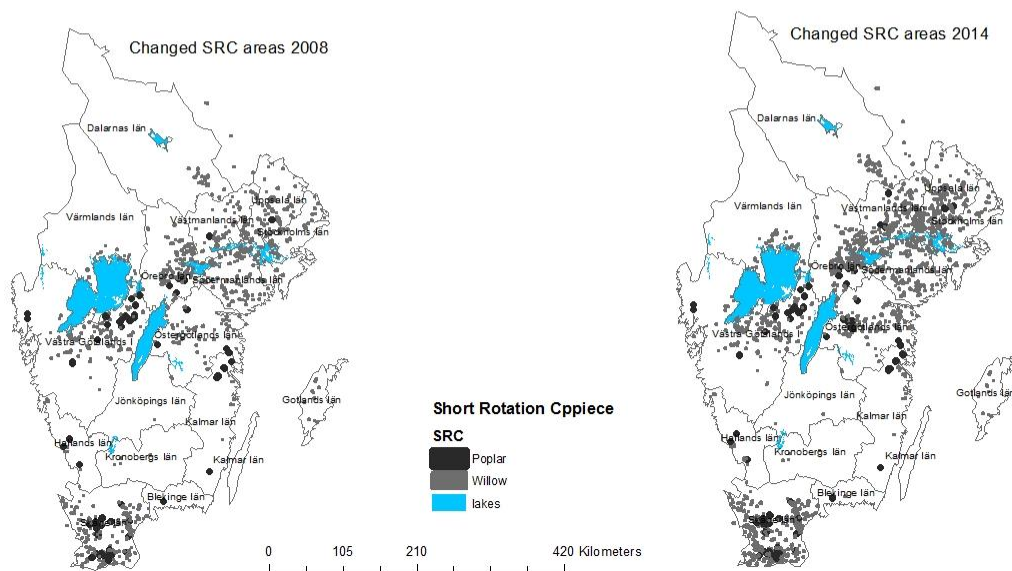 Changed SRC areas 2008
Dalarnas län
Värmlands län
Uppsala län
Västmanlands län
Stockholms län
Örebro län
Södermanlands län
Västra Götalands l
Östergötlands län
Jönköpings län
Gotlands län
Kalmar län
Hallands län
Kronobergs län
Kalmar län
Blekinge län
Skåne län
Changed SRC areas 2014
Dalarnas län
Värmlands län
Uppsala län
Västmanlands län
Stockholms län
Örebro län
Södermanlands län
Västra Götalands l
Östergötlands län
Jönköpings län
Gotlands län
Kalmar län
Hallands län
Kronobergs län
Kalmar län
Blekinge län
Skåne län
Short Rotation Cppiece
SRC
Poplar
Willow
lakes
0 105 210 420 Kilometers